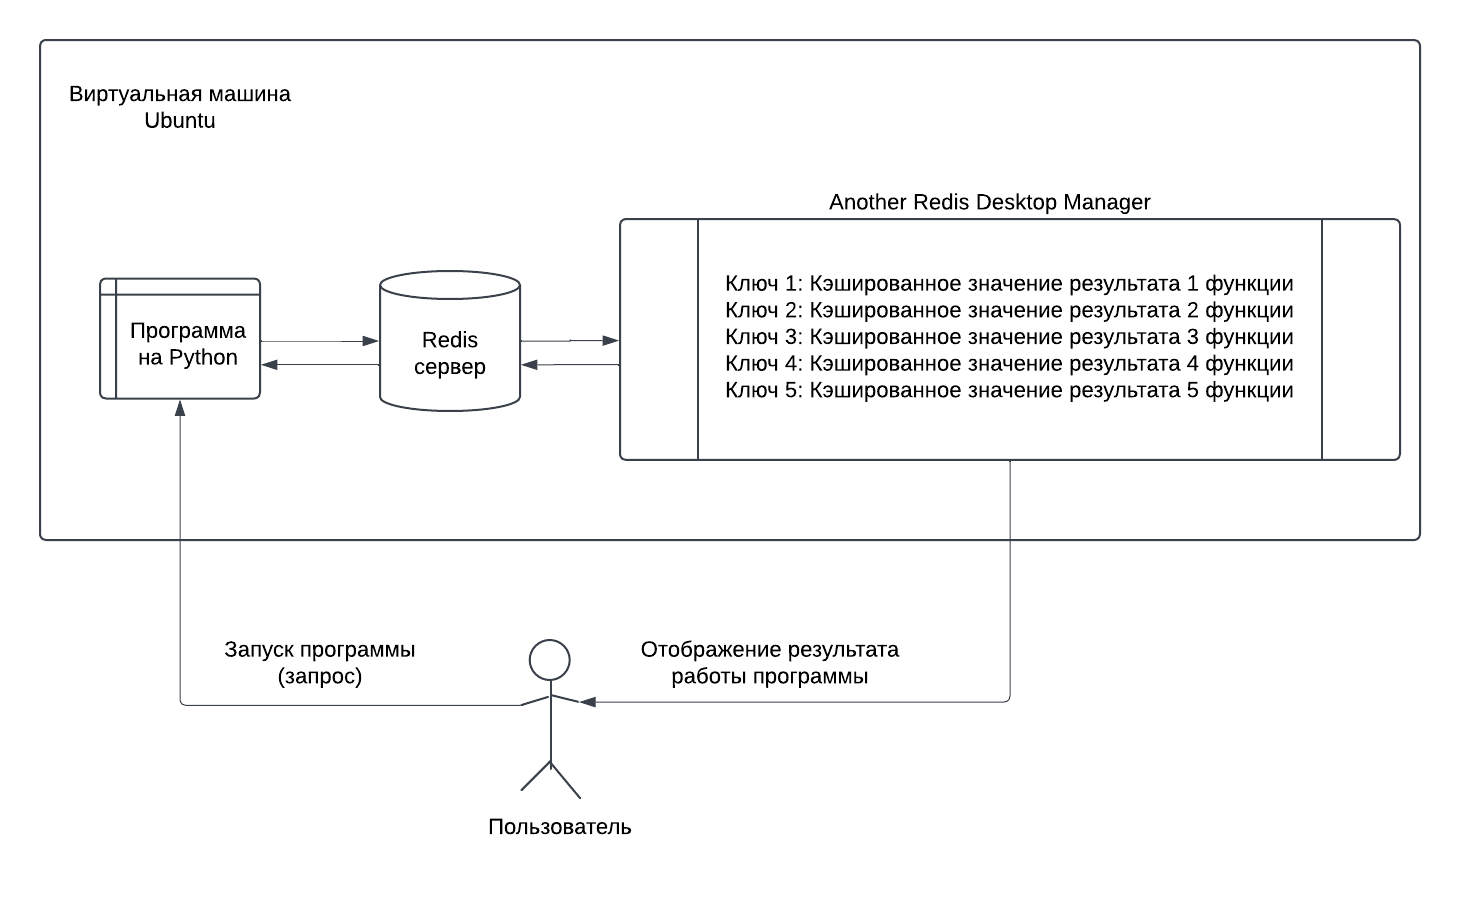 Виртуальная машина
Ubuntu
Another Redis Desktop Manager
Программа
на Python
Redis
сервер
Ключ 1: Кэшированное значение результата 1 функции
Ключ 2: Кэшированное значение результата 2 функции
Ключ 3: Кэшированное значение результата 3 функции
Ключ 4: Кэшированное значение результата 4 функции
Ключ 5: Кэшированное значение результата 5 функции
Запуск программы
(запрос)
Отображение результата
работы программы
Пользователь